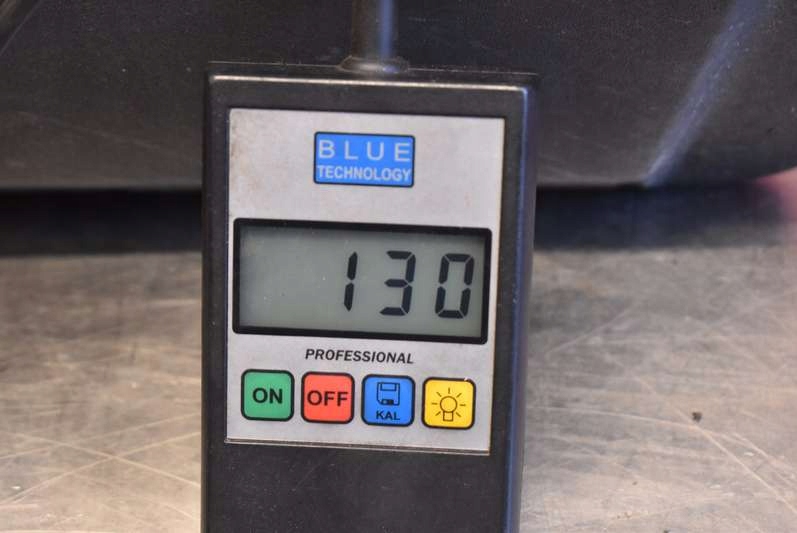 BLUE
TECHNOLOGY
130
PROFESSIONAL
ON OFF KAL